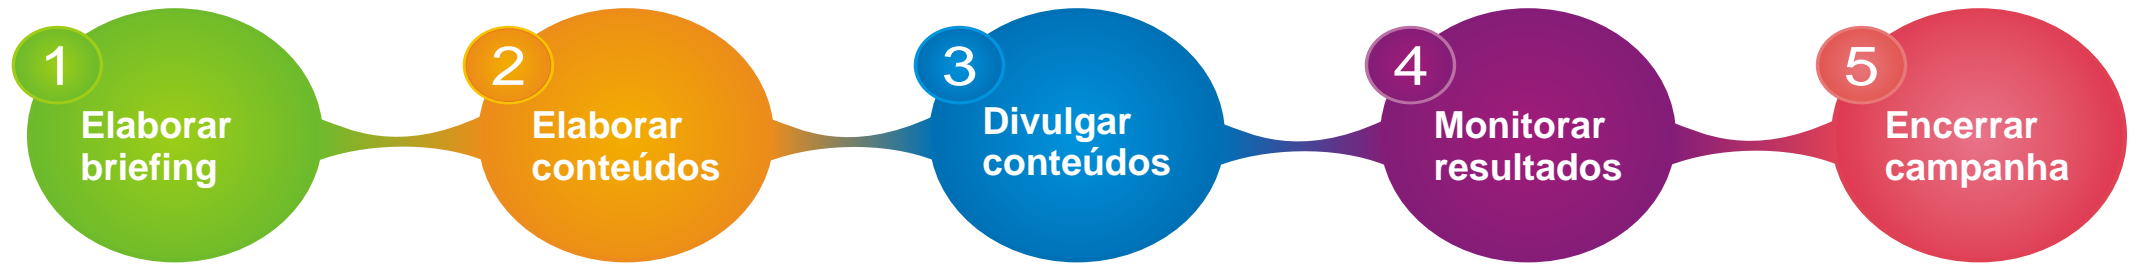 1
Elaborar
briefing
2
Elaborar
conteúdos
3
Divulgar
conteúdos
4
Monitorar
resultados
5
Encerrar
campanha